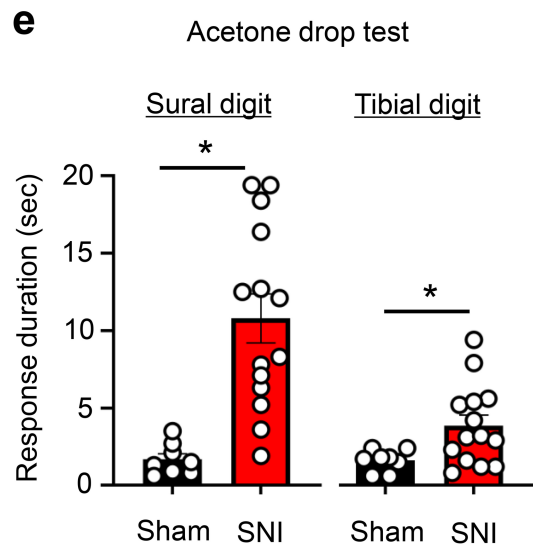 e
Acetone drop test
Sural digit
Tibial digit
*
*
Response duration (sec)
20
15
10
5
0
Sham
SNI
Sham
SNI